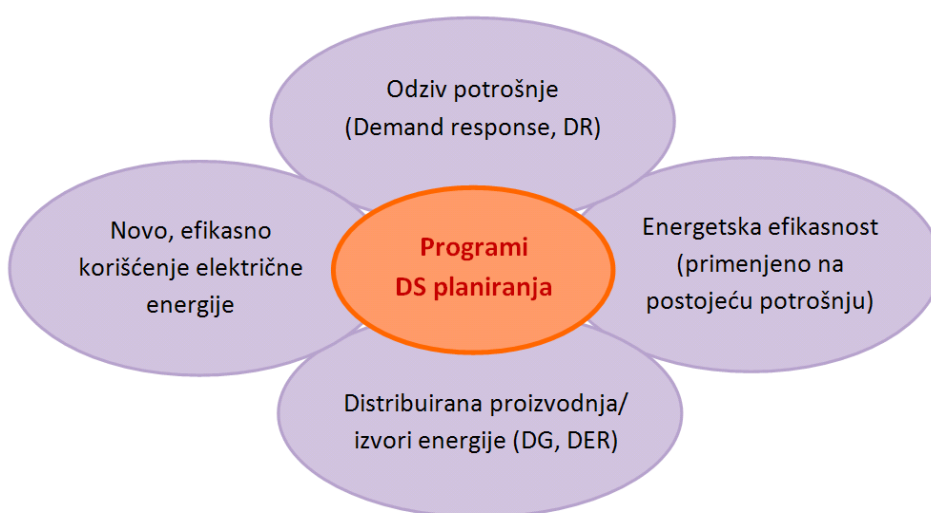 Odziv potrošnje
(Demand response, DR)
Novo, efikasno
korišćenje električne
energije
Programi
DS planiranja
Energetska efikasnost
(primenjeno na
postojeću potrošnju)
Distribuirana proizvodnja/
izvori energije (DG, DER)